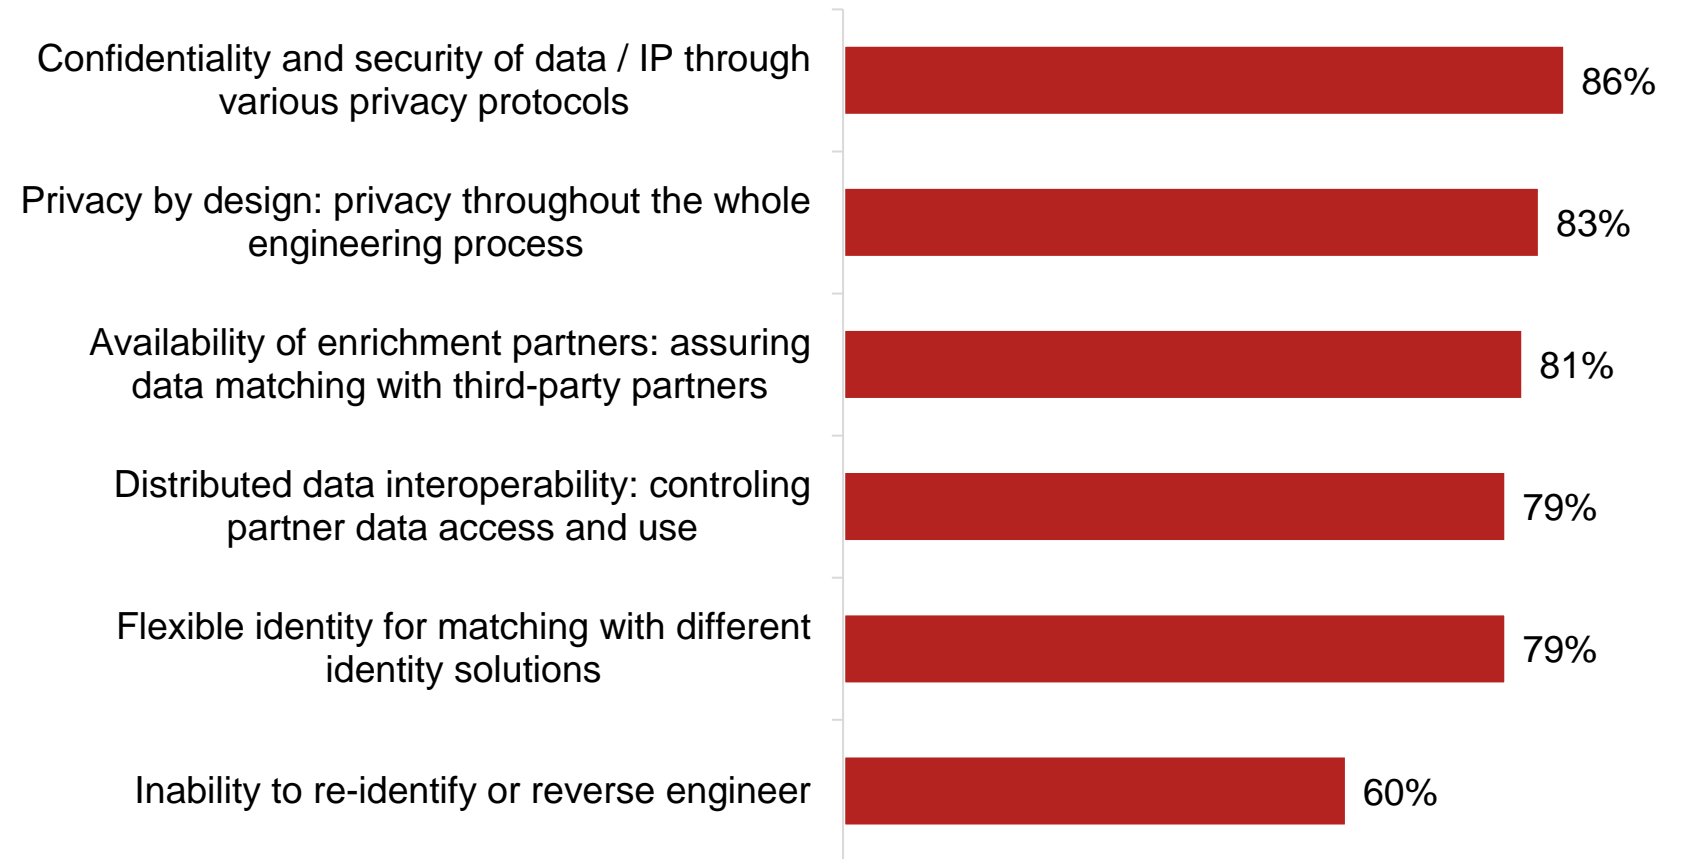 Confidentiality and security of data / IP through
various privacy protocols
86%
Privacy by design: privacy throughout the whole
engineering process
83%
Availability of enrichment partners: assuring
data matching with third-party partners
81%
Distributed data interoperability: controling
partner data access and use
79%
Flexible identity for matching with different
identity solutions
79%
Inability to re-identify or reverse engineer
60%